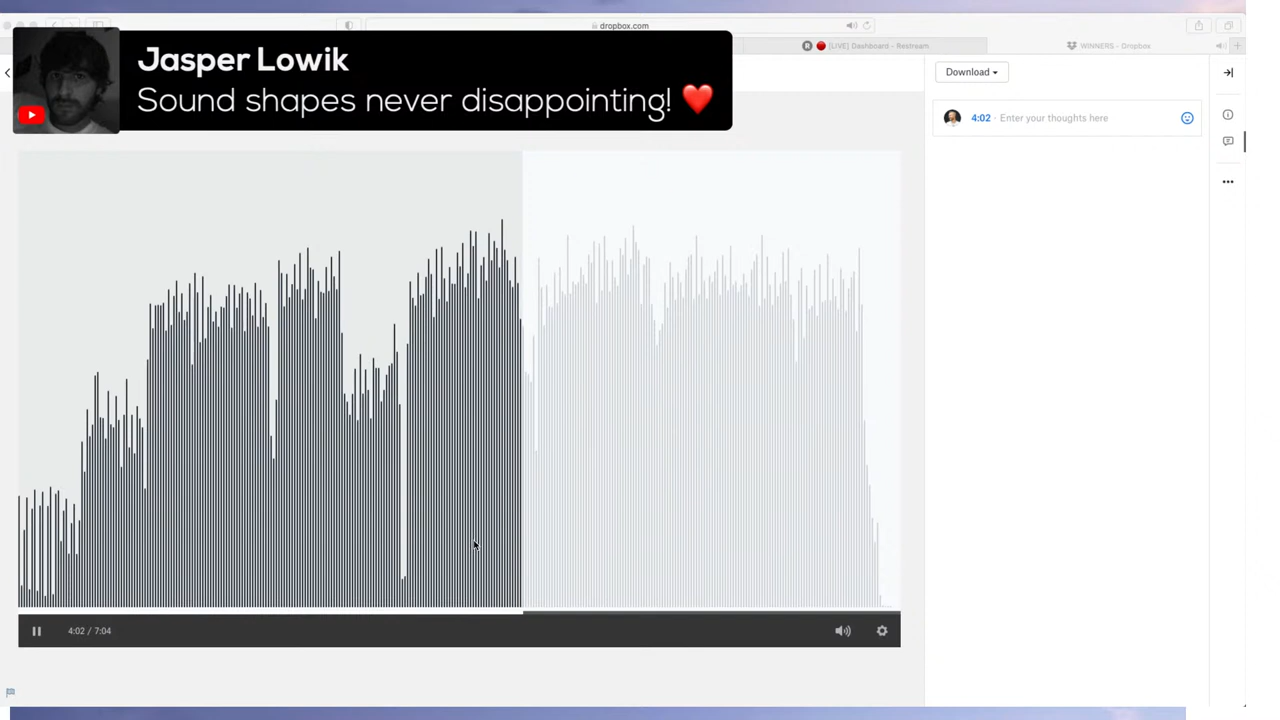 dropbox.com
[LIVE] Dashboard - Restream
WINNERS - Dropbox
Jasper Lowik
Sound shapes never disappointing! ❤️
Download
4:02 - Enter your thoughts here
4:02 / 7:04